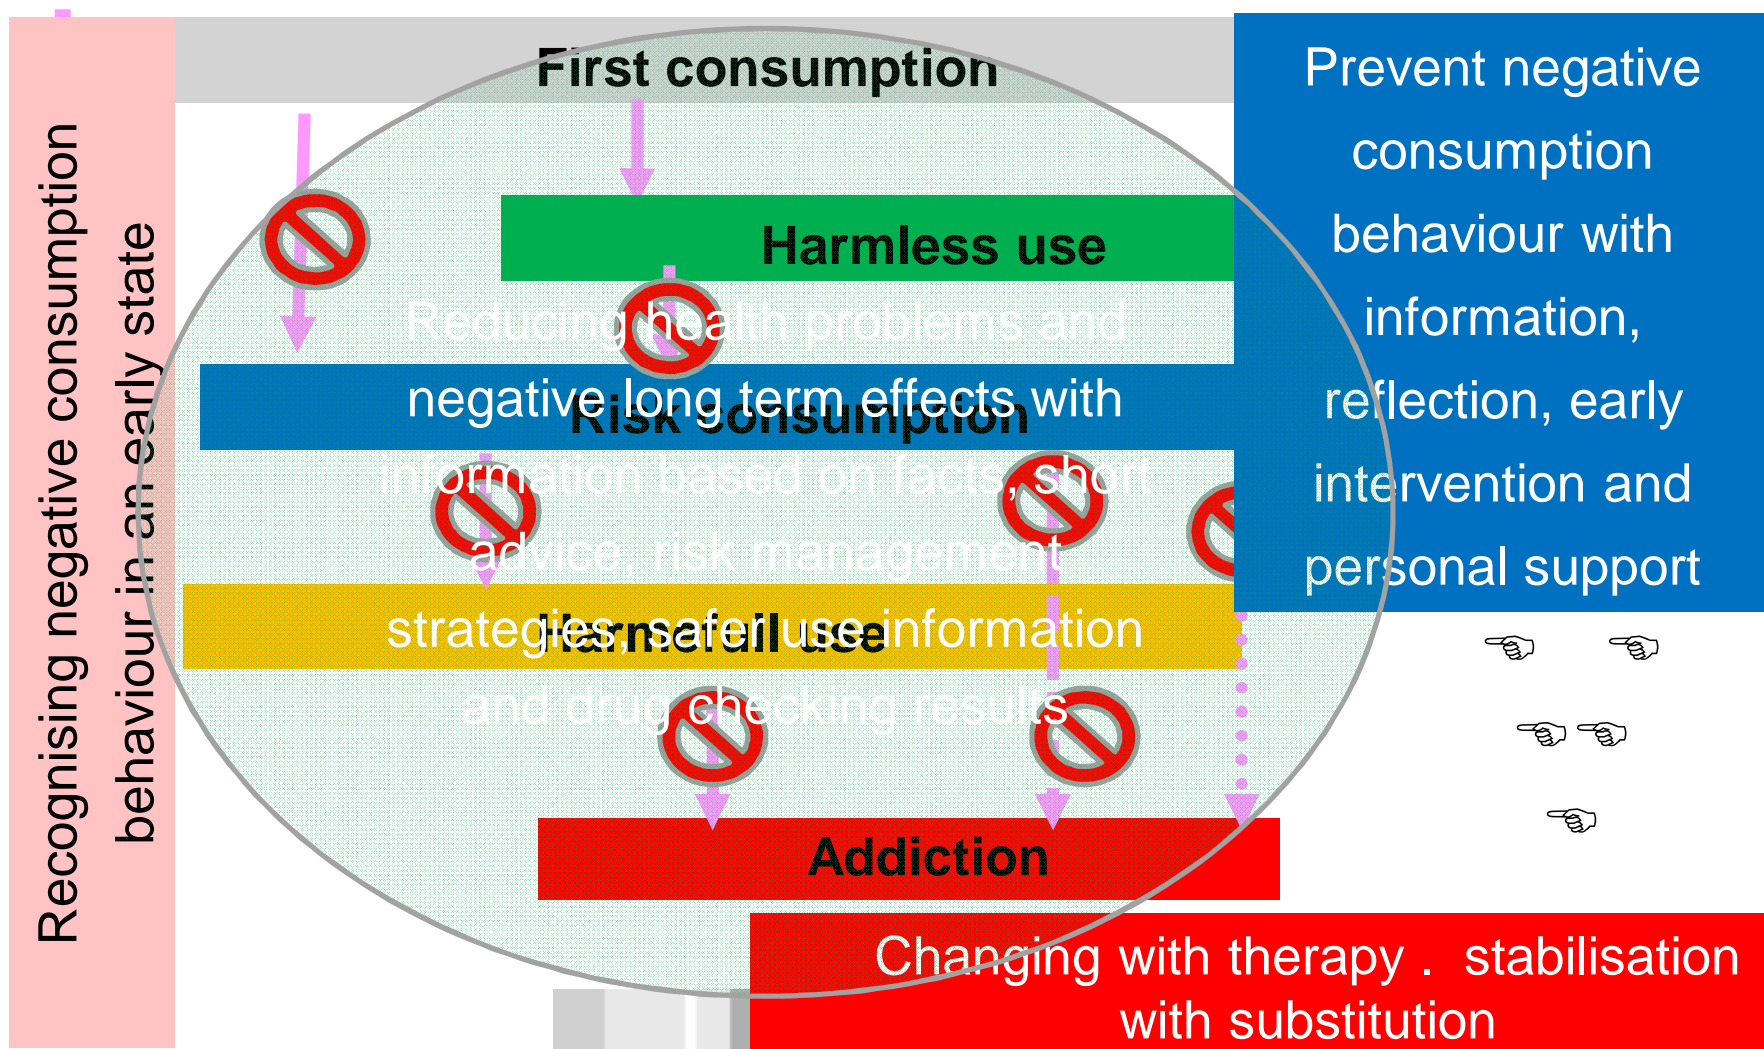 Recognising negative consumption
behaviour in an early state
First consumption
Harmless use
Risk consumption
Harmefull use
Addiction
Reducing health problems and
negative long term effects with
information based on facts, short
advice, risk management
strategies, safer use information
and drug checking results
Prevent negative
consumption
behaviour with
information,
reflection, early
intervention and
personal support
Changing with therapy . stabilisation
with substitution